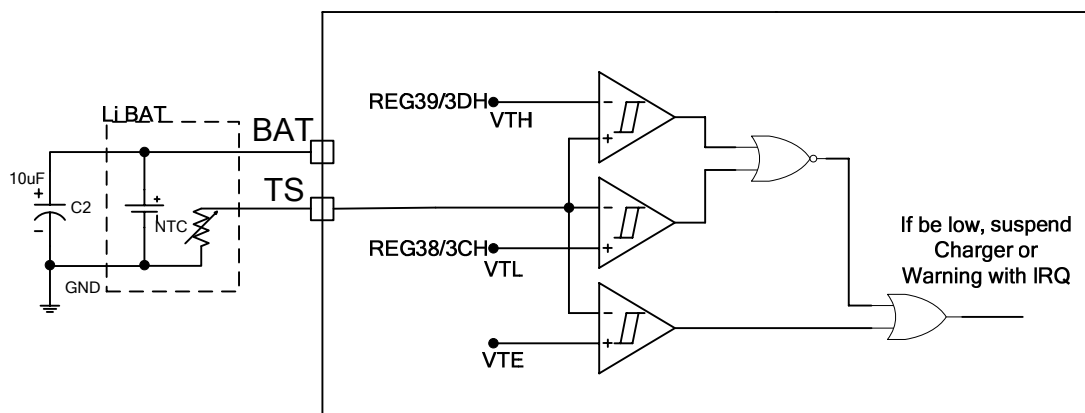 REG39/3DH
VTH
−
+
Li BAT
BAT
10uF
+
C2
−
+
NTC
TS
GND
−
REG38/3CH
+
VTL
−
+
VTE
If be low, suspend
Charger or
Warning with IRQ